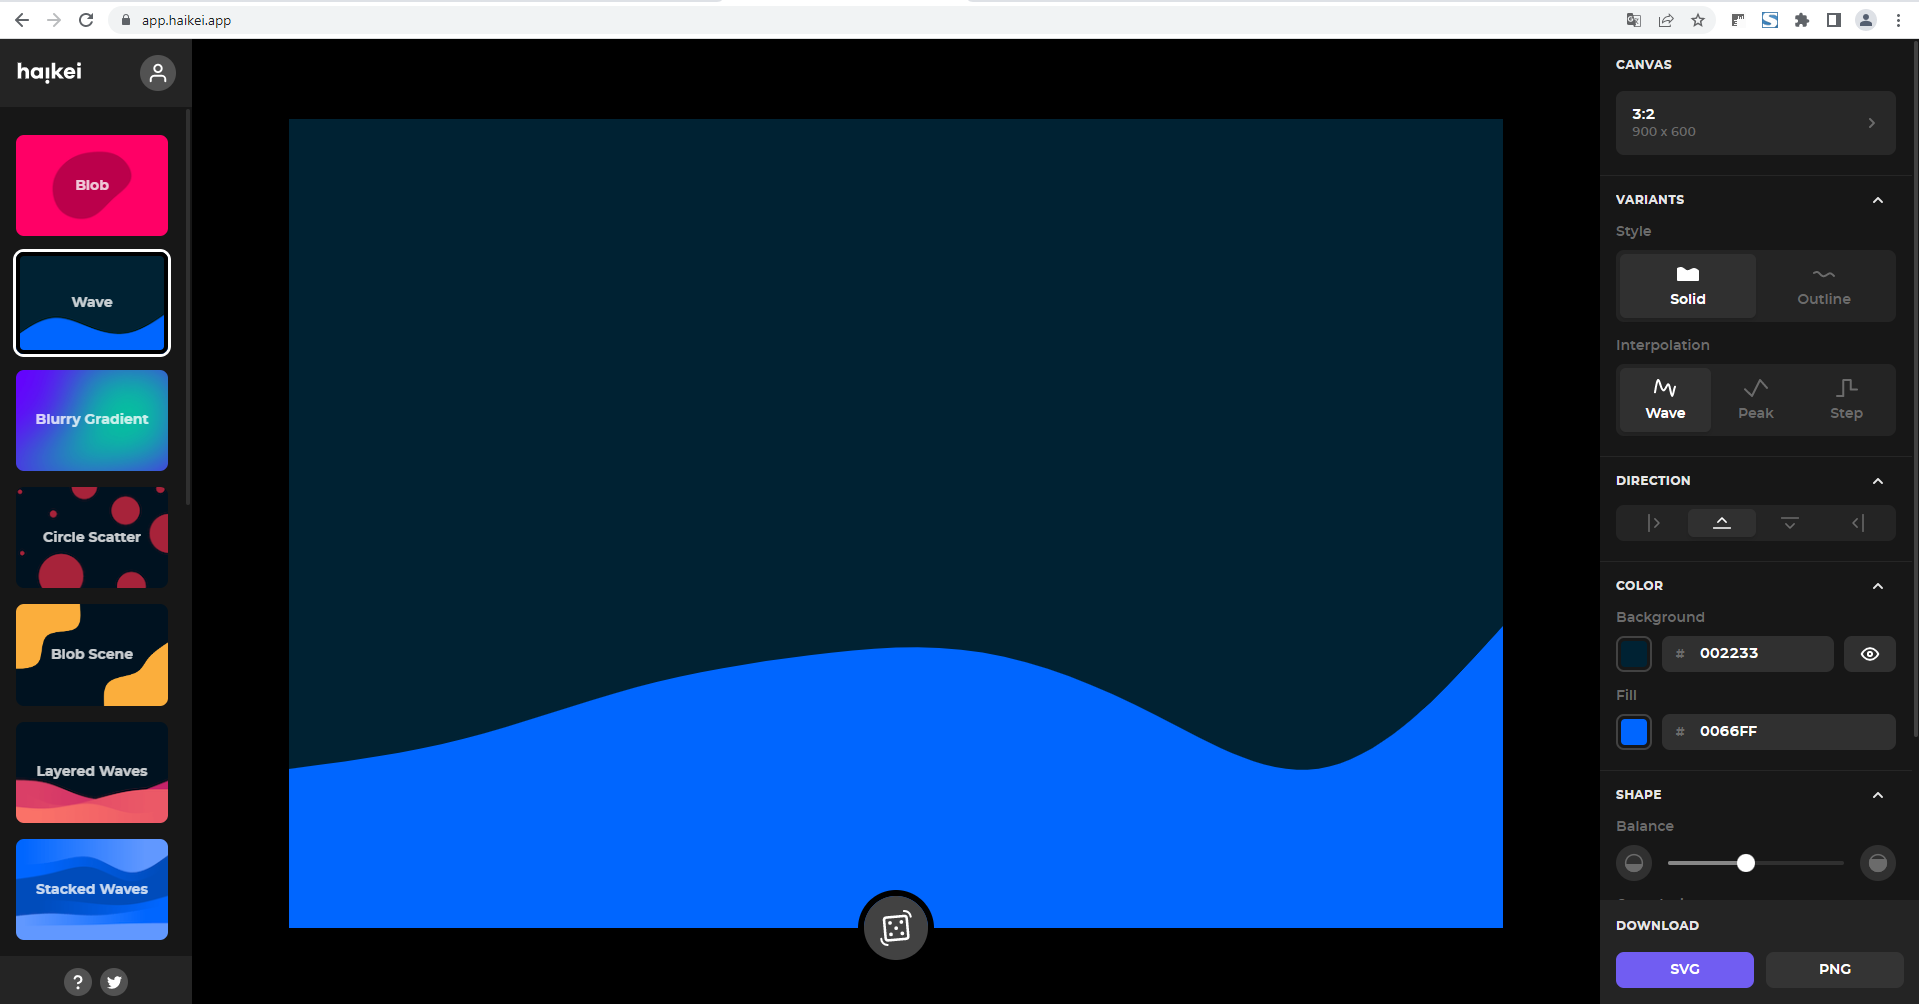 app.haikei.app
haikei
Blob
Wave
Blurry Gradient
Circle Scatter
Blob Scene
Layered Waves
Stacked Waves
?
CANVAS
3:2
900 x 600
VARIANTS
Style
Solid
Outline
Interpolation
Wave
Peak
Step
DIRECTION
COLOR
Background
# 002233
Fill
# 0066FF
SHAPE
Balance
DOWNLOAD
SVG
PNG